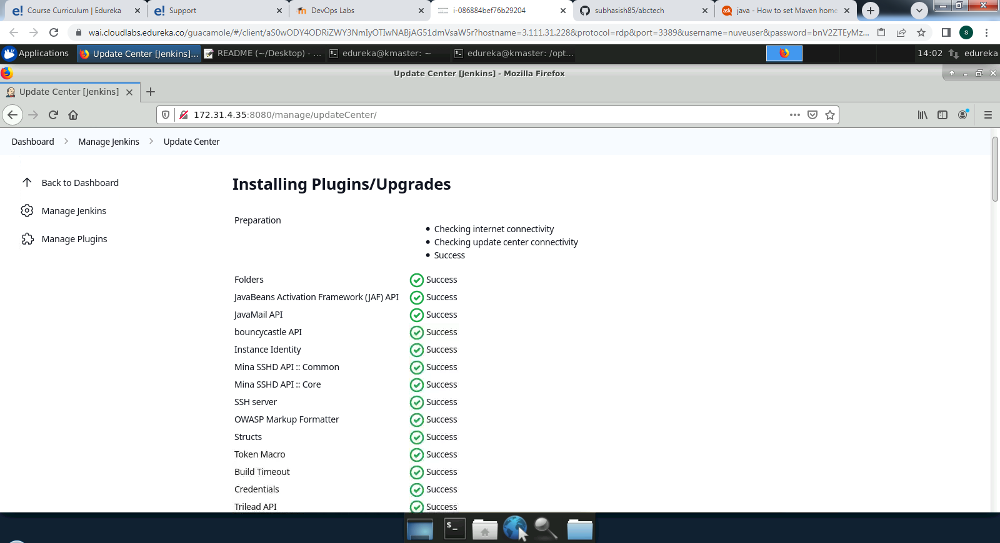 Course Curriculum | Edureka
Support
DevOps Labs
i-086884bef76b29204
subhasish85/abctech
java - How to set Maven home
wai.cloudlabs.edureka.co/guacamole/#/client/aS0wODY4ODRiZWY3NmIyOTIwNABjAG51dmVsaW5r?hostname=3.111.31.228&protocol=rdp&port=3389&username=nuveuser&password=bnV2ZTEyMz...
Applications
Update Center [Jenkins]...
README (~/Desktop) - ...
edureka@kmaster: ~
edureka@kmaster: /opt...
14:02
edureka
Update Center [Jenkins] - Mozilla Firefox
Update Center [Jenkins]
172.31.4.35:8080/manage/updateCenter/
Dashboard
Manage Jenkins
Update Center
Back to Dashboard
Manage Jenkins
Manage Plugins
Installing Plugins/Upgrades
Preparation
Checking internet connectivity
Checking update center connectivity
Success
Folders Success
JavaBeans Activation Framework (JAF) API Success
JavaMail API Success
bouncycastle API Success
Instance Identity Success
Mina SSHD API :: Common Success
Mina SSHD API :: Core Success
SSH server Success
OWASP Markup Formatter Success
Structs Success
Token Macro Success
Build Timeout Success
Credentials Success
Trilead API Success